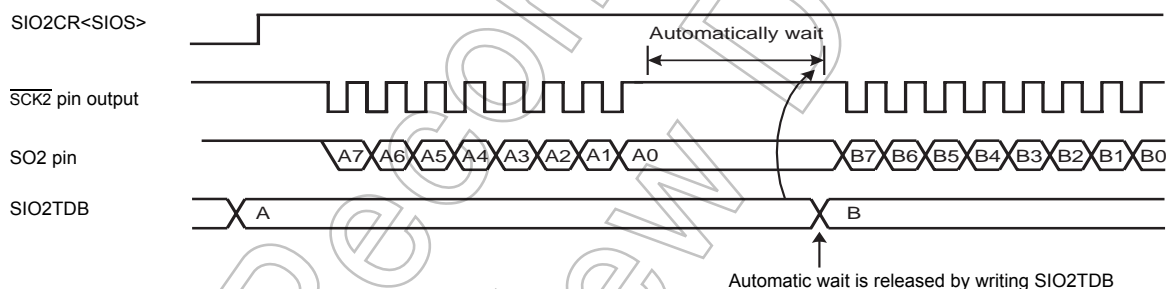 SIO2CR<SIOS>
Automatically wait
SCK2 pin output
SO2 pin
A7 A6 A5 A4 A3 A2 A1 A0 B7 B6 B5 B4 B3 B2 B1 B0
SIO2TDB
A B
Automatic wait is released by writing SIO2TDB